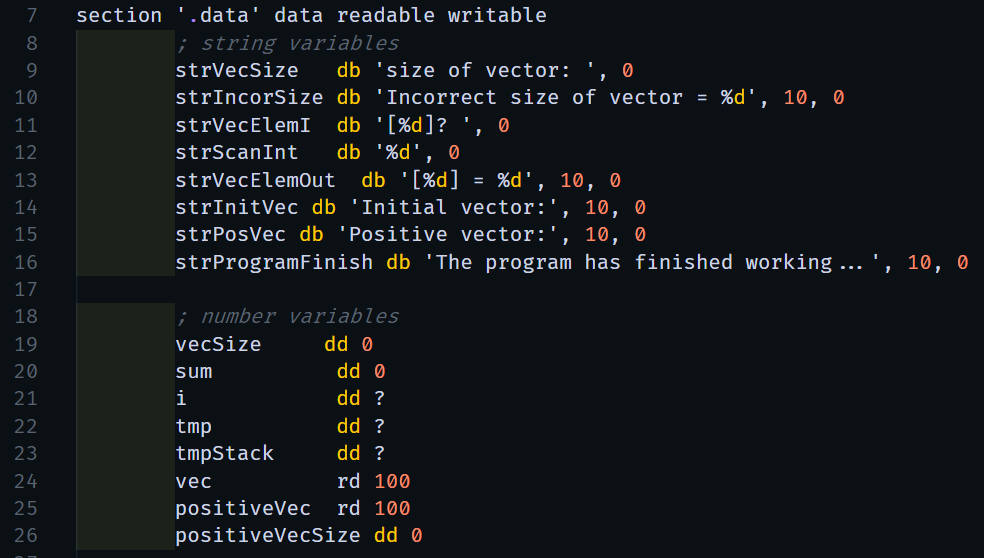 7 section '.data' data readable writable
8 ; string variables
9 strVecSize db 'size of vector: ', 0
10 strIncorSize db 'Incorrect size of vector = %d', 10, 0
11 strVecElemI db '[%d]? ', 0
12 strScanInt db '%d', 0
13 strVecElemOut db '[%d] = %d', 10, 0
14 strInitVec db 'Initial vector:', 10, 0
15 strPosVec db 'Positive vector:', 10, 0
16 strProgramFinish db 'The program has finished working...', 10, 0
17
18 ; number variables
19 vecSize dd 0
20 sum dd 0
21 i dd ?
22 tmp dd ?
23 tmpStack dd ?
24 vec rd 100
25 positiveVec rd 100
26 positiveVecSize dd 0